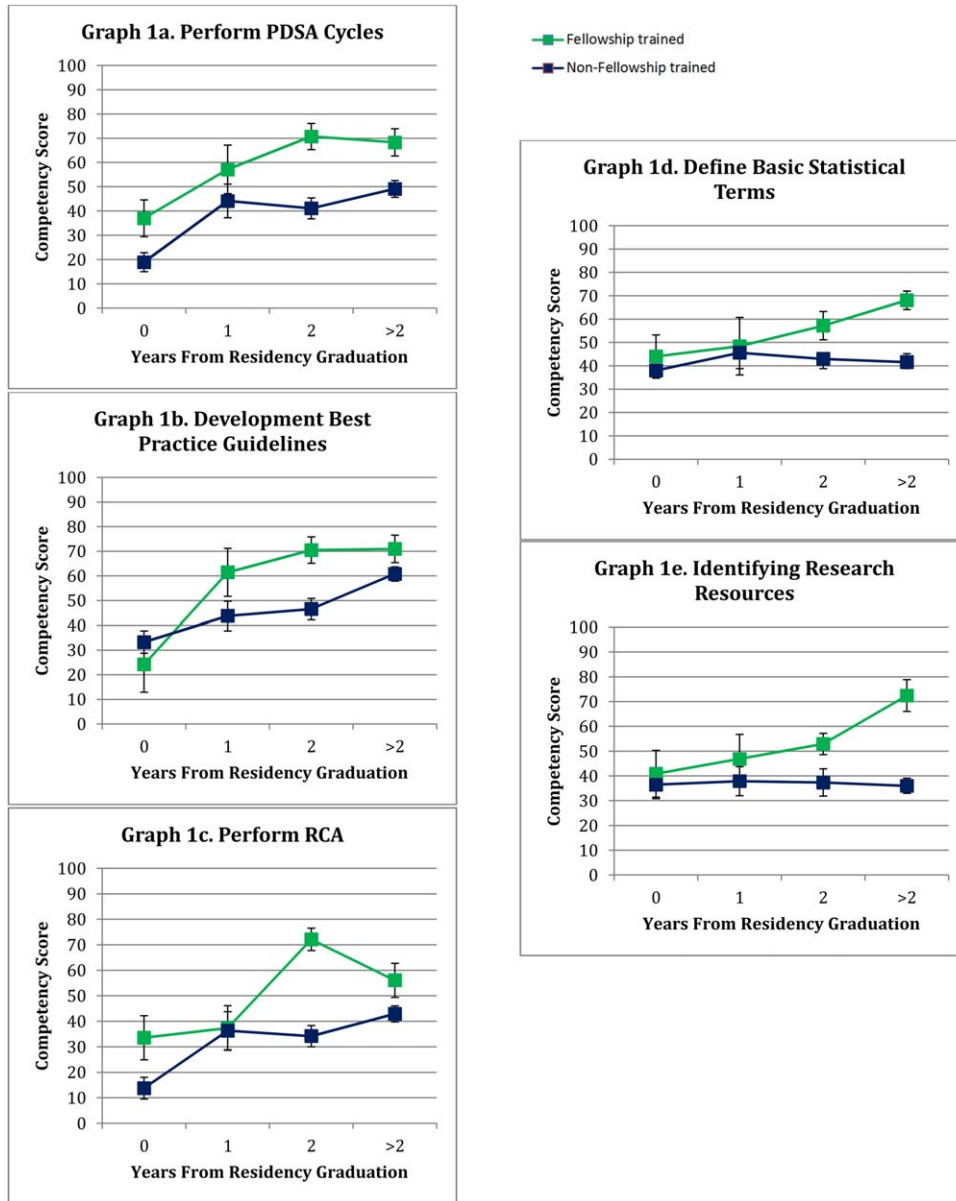 Graph 1a. Perform PDSA Cycles
100
90
80
70
60
50
40
30
20
10
0
Competency Score
0 1 2 >2
Years From Residency Graduation
Graph 1b. Development Best
Practice Guidelines
100
90
80
70
60
50
40
30
20
10
0
Competency Score
0 1 2 >2
Years From Residency Graduation
Graph 1c. Perform RCA
100
90
80
70
60
50
40
30
20
10
0
Competency Score
0 1 2 >2
Years From Residency Graduation
Fellowship trained
Non-Fellowship trained
Graph 1d. Define Basic Statistical
Terms
100
90
80
70
60
50
40
30
20
10
0
Competency Score
0 1 2 >2
Years From Residency Graduation
Graph 1e. Identifying Research
Resources
100
90
80
70
60
50
40
30
20
10
0
Competency Score
0 1 2 >2
Years From Residency Graduation